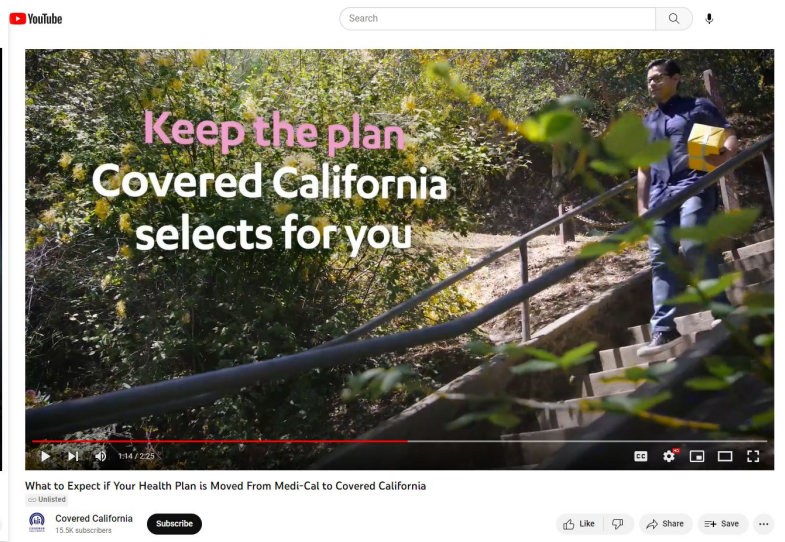 YouTube
Search
Keep the plan
Covered California
selects for you
1:14 / 2:25
CC
HD
What to Expect if Your Health Plan is Moved From Medi-Cal to Covered California
Unlisted
Covered California
15.5K subscribers
Subscribe
Like
Share
Save